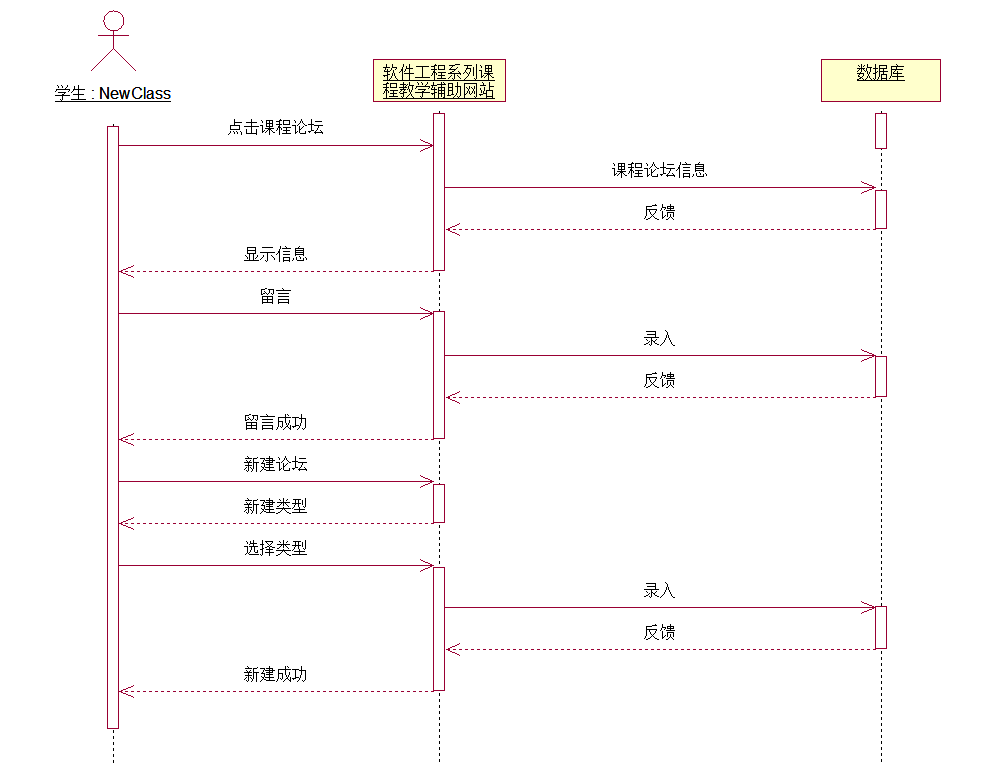 学生 : NewClass
软件工程系列课
程教学辅助网站
数据库
点击课程论坛
课程论坛信息
反馈
显示信息
留言
录入
反馈
留言成功
新建论坛
新建类型
选择类型
录入
反馈
新建成功